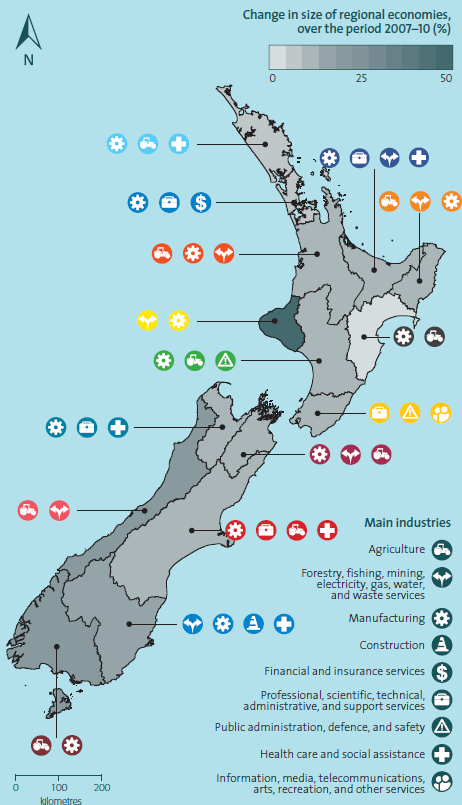 Change in size of regional economies,
over the period 2007–10 (%)
0 25 50
N
Main industries
Agriculture
Forestry, fishing, mining,
electricity, gas, water,
and waste services
Manufacturing
Construction
Financial and insurance services
Professional, scientific, technical,
administrative, and support services
Public administration, defence, and safety
Health care and social assistance
Information, media, telecommunications,
arts, recreation, and other services
0 100 200
kilometres